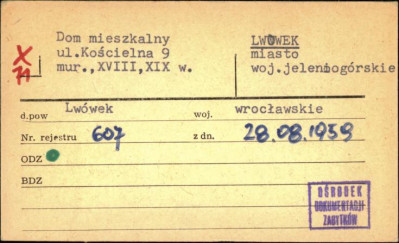 X
71
Dom mieszkalny
ul.Kościelna 9
mur.,XVIII,XIX w.
LWÓWEK
miasto
woj.jeleniogórskie
d.pow Lwówek woj. wrocławskie
Nr. rejestru 607 z dn. 28.08.1959
ODZ
BDZ
OŚRODEK
DOKUMENTACJI
ZABYTKÓW